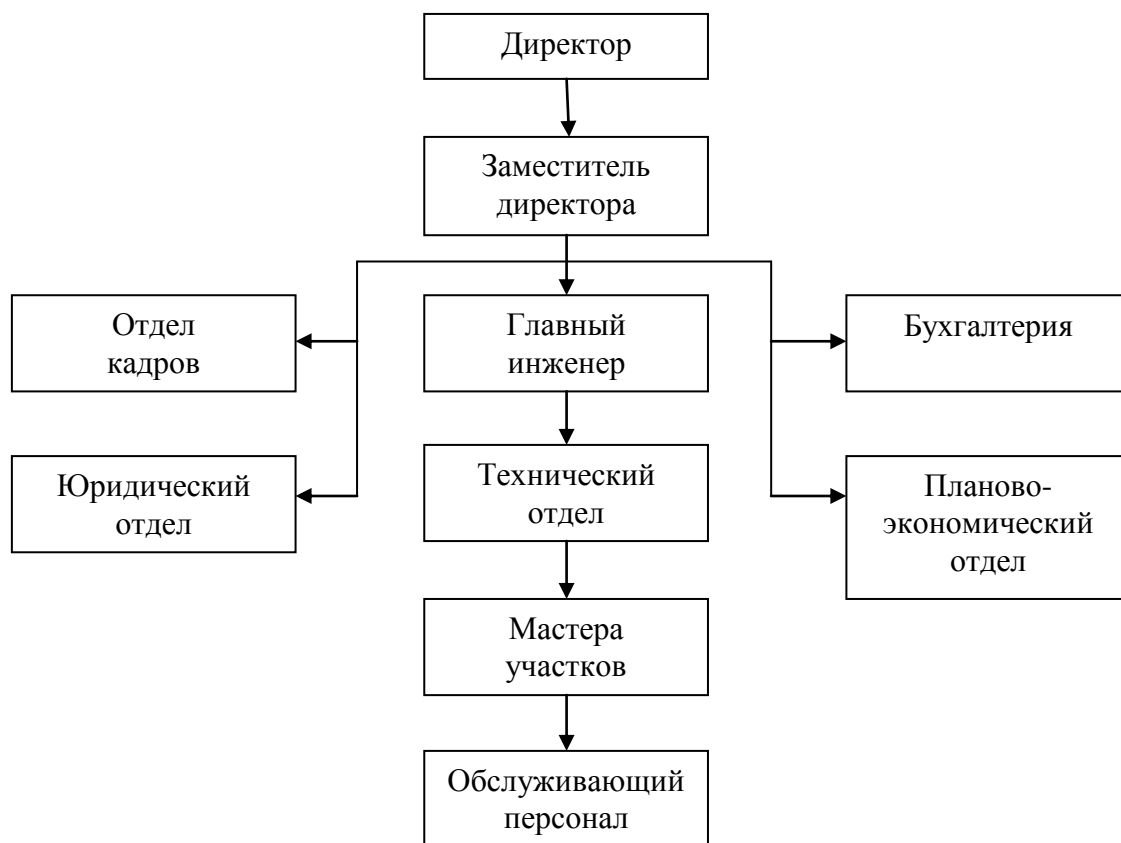 Директор
Заместитель
директора
Отдел
кадров
Главный
инженер
Бухгалтерия
Юридический
отдел
Технический
отдел
Планово-
экономический
отдел
Мастера
участков
Обслуживающий
персонал